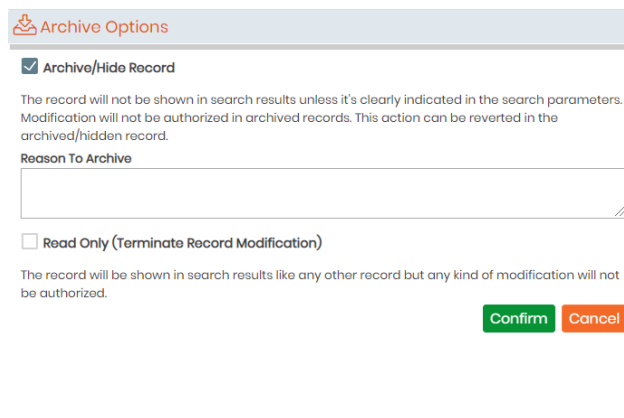 Archive Options
Archive/Hide Record
The record will not be shown in search results unless it's clearly indicated in the search parameters.
Modification will not be authorized in archived records. This action can be reverted in the
archived/hidden record.
Reason To Archive
Read Only (Terminate Record Modification)
The record will be shown in search results like any other record but any kind of modification will not
be authorized.
Confirm Cancel